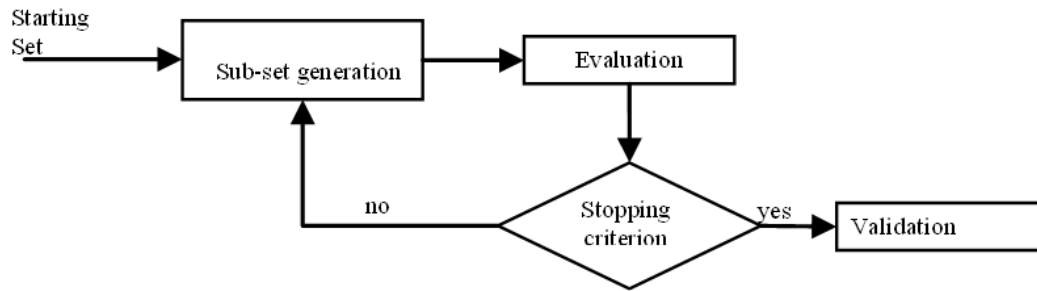 Starting
Set
Sub-set generation
Evaluation
no
Stopping
criterion
yes
Validation